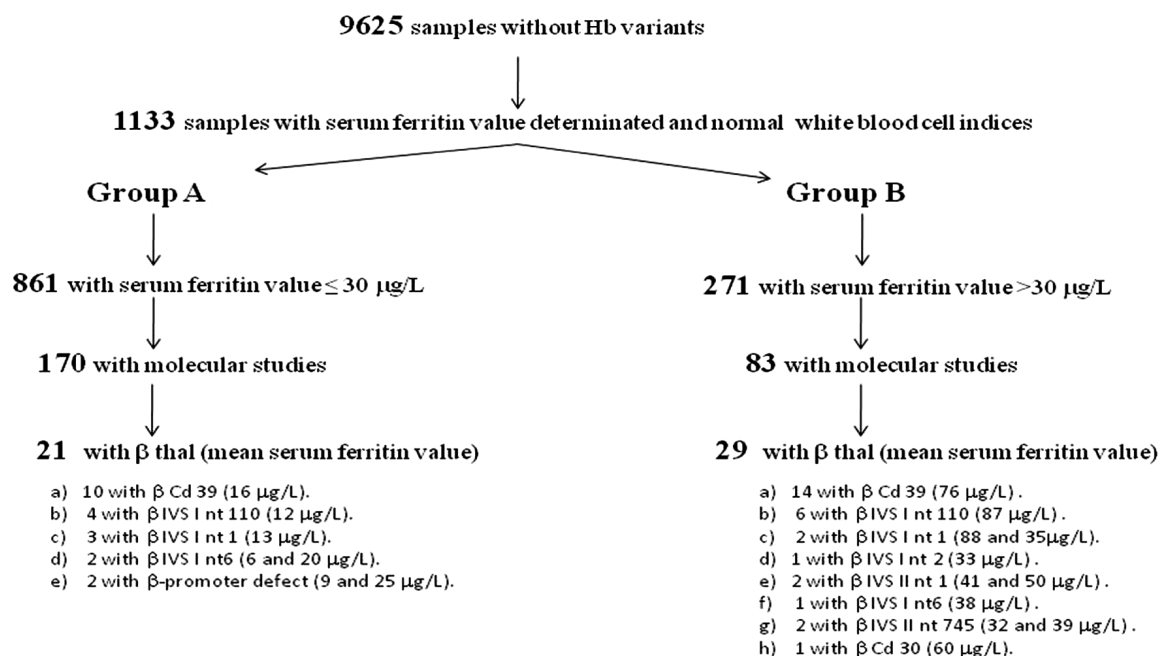 9625 samples without Hb variants
1133 samples with serum ferritin value determinated and normal white blood cell indices
Group A
861 with serum ferritin value ≤ 30 µg/L
170 with molecular studies
21 with β thal (mean serum ferritin value)
a) 10 with β Cd 39 (16 µg/L).
b) 4 with β IVS I nt 110 (12 µg/L).
c) 3 with β IVS I nt 1 (13 µg/L).
d) 2 with β IVS I nt6 (6 and 20 µg/L).
e) 2 with β-promoter defect (9 and 25 µg/L).
Group B
271 with serum ferritin value >30 µg/L
83 with molecular studies
29 with β thal (mean serum ferritin value)
a) 14 with β Cd 39 (76 µg/L) .
b) 6 with β IVS I nt 110 (87 µg/L).
c) 2 with β IVS I nt 1 (88 and 35µg/L).
d) 1 with β IVS I nt 2 (33 µg/L) .
e) 2 with β IVS II nt 1 (41 and 50 µg/L).
f) 1 with β IVS I nt6 (38 µg/L) .
g) 2 with β IVS II nt 745 (32 and 39 µg/L) .
h) 1 with β Cd 30 (60 µg/L).